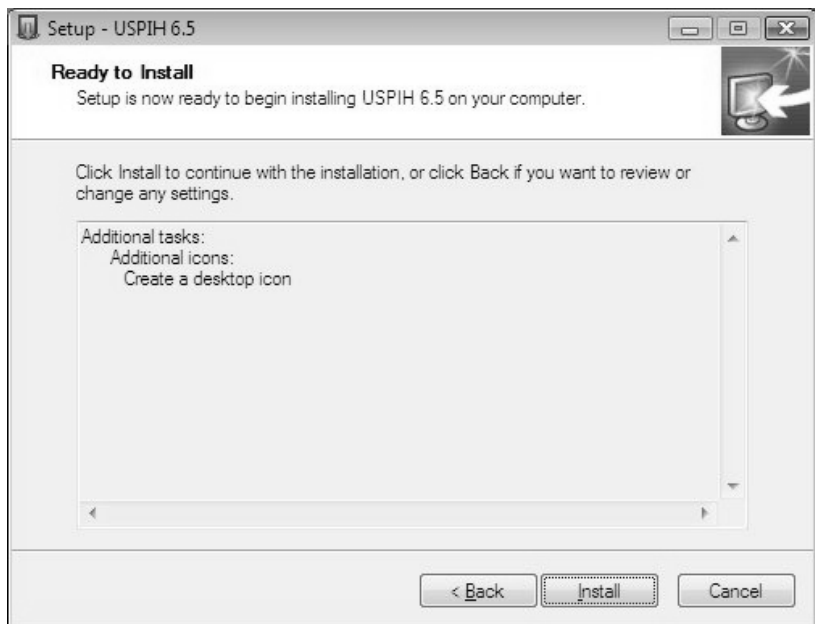 Setup - USPIH 6.5
Ready to Install
Setup is now ready to begin installing USPIH 6.5 on your computer.
Click Install to continue with the installation, or click Back if you want to review or
change any settings.
Additional tasks:
Additional icons:
Create a desktop icon
< Back
Install
Cancel